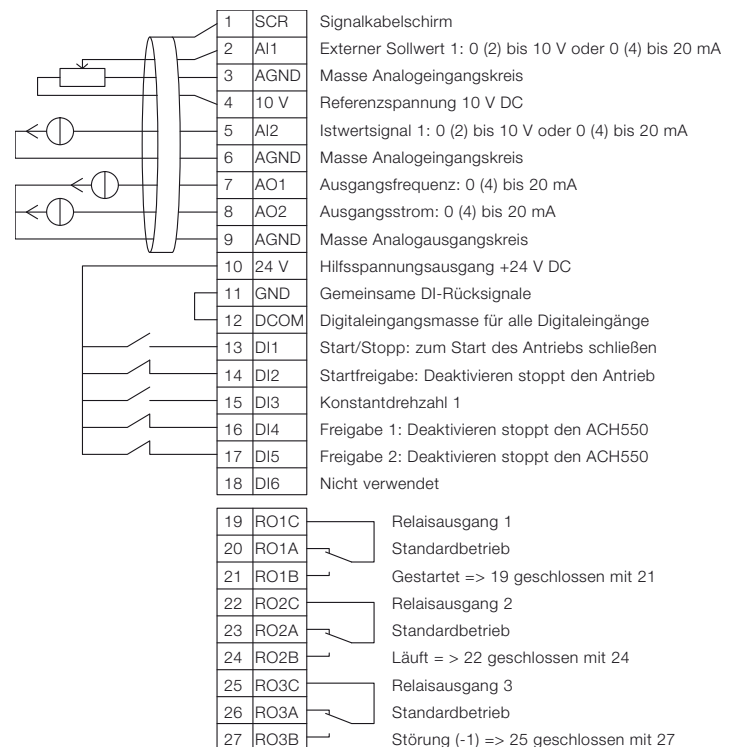 1 SCR Signalkabelschirm
2 AI1 Externer Sollwert 1: 0 (2) bis 10 V oder 0 (4) bis 20 mA
3 AGND Masse Analogeingangskreis
4 10 V Referenzspannung 10 V DC
5 AI2 Istwertsignal 1: 0 (2) bis 10 V oder 0 (4) bis 20 mA
6 AGND Masse Analogeingangskreis
7 AO1 Ausgangsfrequenz: 0 (4) bis 20 mA
8 AO2 Ausgangsstrom: 0 (4) bis 20 mA
9 AGND Masse Analogausgangskreis
10 24 V Hilfsspannungsausgang +24 V DC
11 GND Gemeinsame DI-Rücksignale
12 DCOM Digitaleingangsmasse für alle Digitaleingänge
13 DI1 Start/Stopp: zum Start des Antriebs schließen
14 DI2 Startfreigabe: Deaktivieren stoppt den Antrieb
15 DI3 Konstantdrehzahl 1
16 DI4 Freigabe 1: Deaktivieren stoppt den ACH550
17 DI5 Freigabe 2: Deaktivieren stoppt den ACH550
18 DI6 Nicht verwendet
19 RO1C Relaisausgang 1
20 RO1A Standardbetrieb
21 RO1B Gestartet => 19 geschlossen mit 21
22 RO2C Relaisausgang 2
23 RO2A Standardbetrieb
24 RO2B Läuft = > 22 geschlossen mit 24
25 RO3C Relaisausgang 3
26 RO3A Standardbetrieb
27 RO3B Störung (-1) => 25 geschlossen mit 27